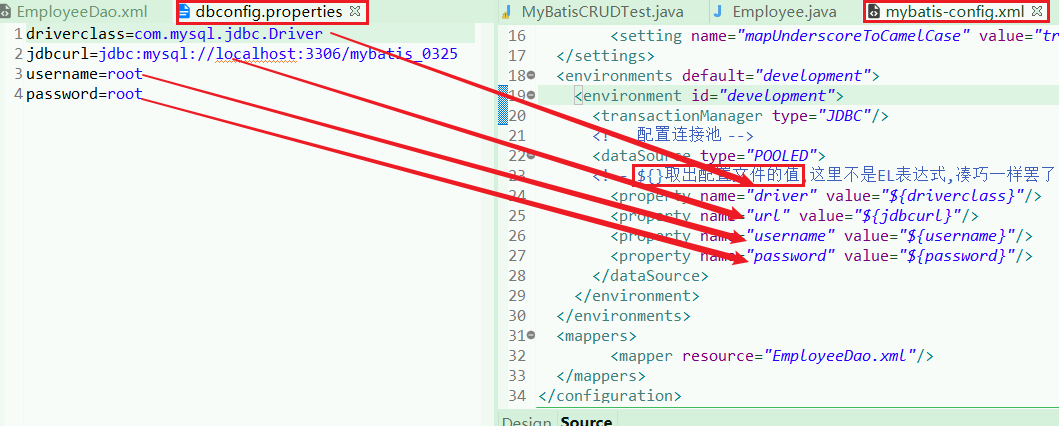 EmployeeDao.xml
dbconfig.properties
1 driverclass=com.mysql.jdbc.Driver
2 jdbcurl=jdbc:mysql://localhost:3306/mybatis_0325
3 username=root
4 password=root
MyBatisCRUDTest.java
Employee.java
mybatis-config.xml
16 <setting name="mapUnderscoreToCamelCase" value="tr
17 </settings>
18 <environments default="development">
19 <environment id="development">
20 <transactionManager type="JDBC"/>
21 <!-- 配置连接池 -->
22 <dataSource type="POOLED">
23 <!-- ${}取出配置文件的值,这里不是EL表达式,凑巧一样罢了
24 <property name="driver" value="${driverclass}"/>
25 <property name="url" value="${jdbcurl}"/>
26 <property name="username" value="${username}"/>
27 <property name="password" value="${password}"/>
28 </dataSource>
29 </environment>
30 </environments>
31 <mappers>
32 <mapper resource="EmployeeDao.xml"/>
33 </mappers>
34 </configuration>
Design Source